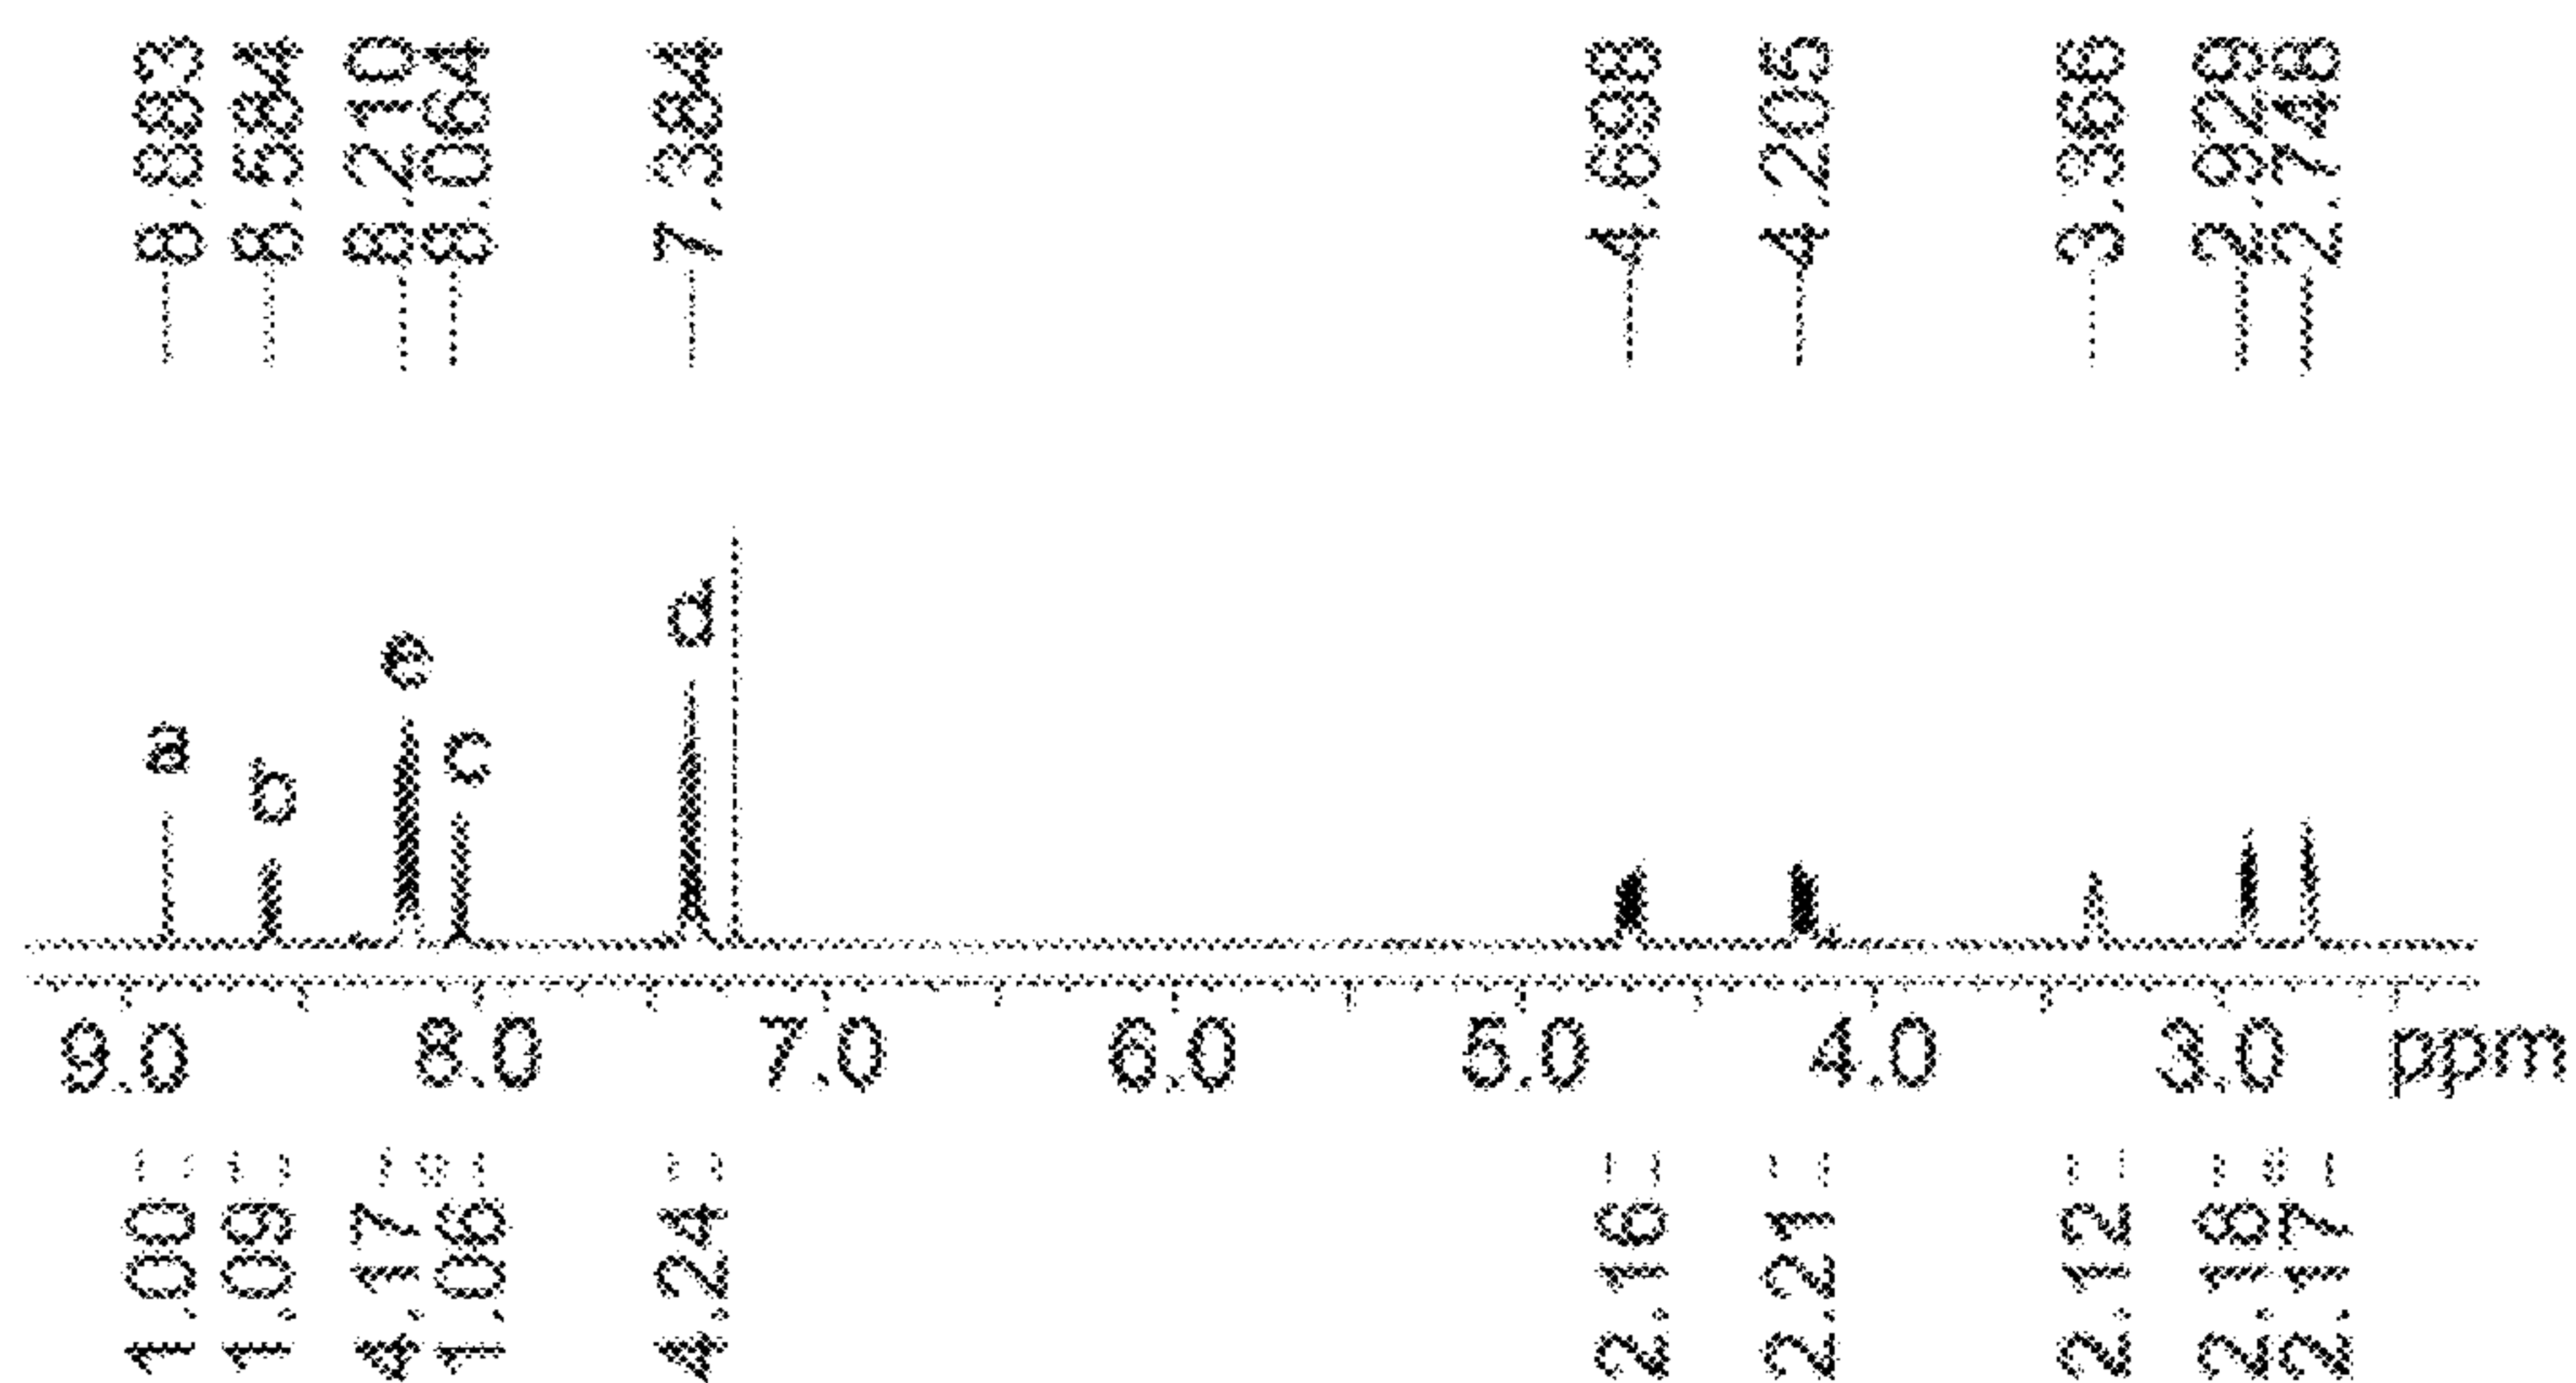 8.883 8.584 8.210 8.064 7.384 4.698 4.205 3.366 2.929 2.748
d
e
a b c
9.0 8.0 7.0 6.0 5.0 4.0 3.0 ppm
1.00 1.09 4.17 1.06 4.24 2.16 2.21 2.12 2.18 2.17